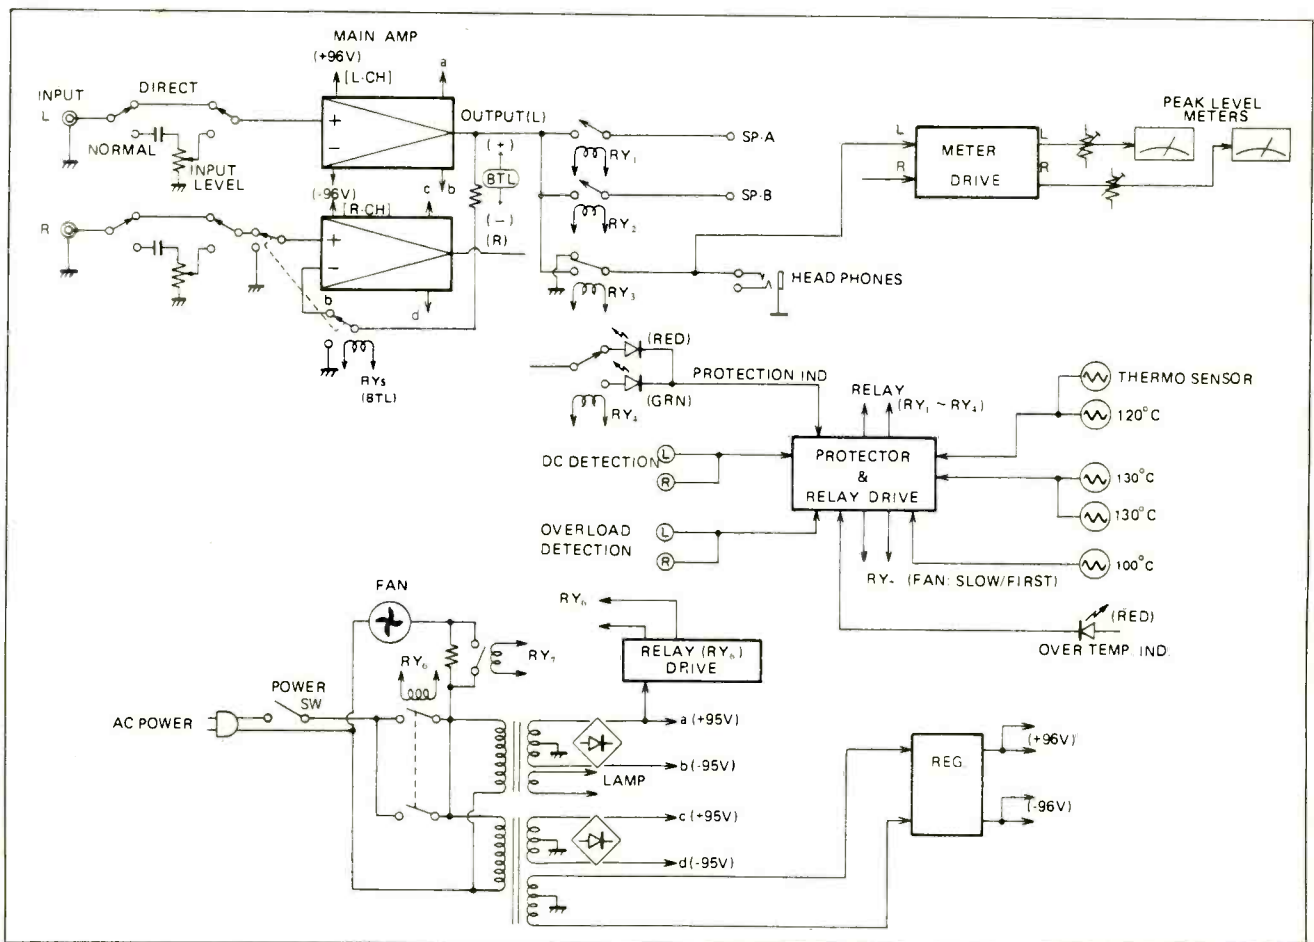 MAIN AMP
(+96V)
[L-CH]
a
INPUT
L
DIRECT
NORMAL
INPUT
LEVEL
+
−
OUTPUT(L)
(+)
BTL
(−)
(R)
(-96V)
c
b
[R-CH]
R
+
−
d
b
RY5
(BTL)
RY1
SP-A
RY2
SP-B
RY3
HEAD PHONES
PEAK LEVEL
METERS
L
R
METER
DRIVE
L
R
(RED)
(GRN)
RY4
PROTECTION IND
RELAY
(RY1 ~ RY4)
THERMO SENSOR
120°C
130°C
130°C
100°C
DC DETECTION
L
R
PROTECTOR
&
RELAY DRIVE
OVERLOAD
DETECTION
L
R
RY- (FAN: SLOW/FIRST)
(RED)
OVER TEMP IND:
FAN
RY6
RY7
RY6
RELAY (RY6)
DRIVE
POWER
SW
AC POWER
a (+95V)
b (-95V)
LAMP
c (+95V)
d (-95V)
REG
(+96V)
(-96V)